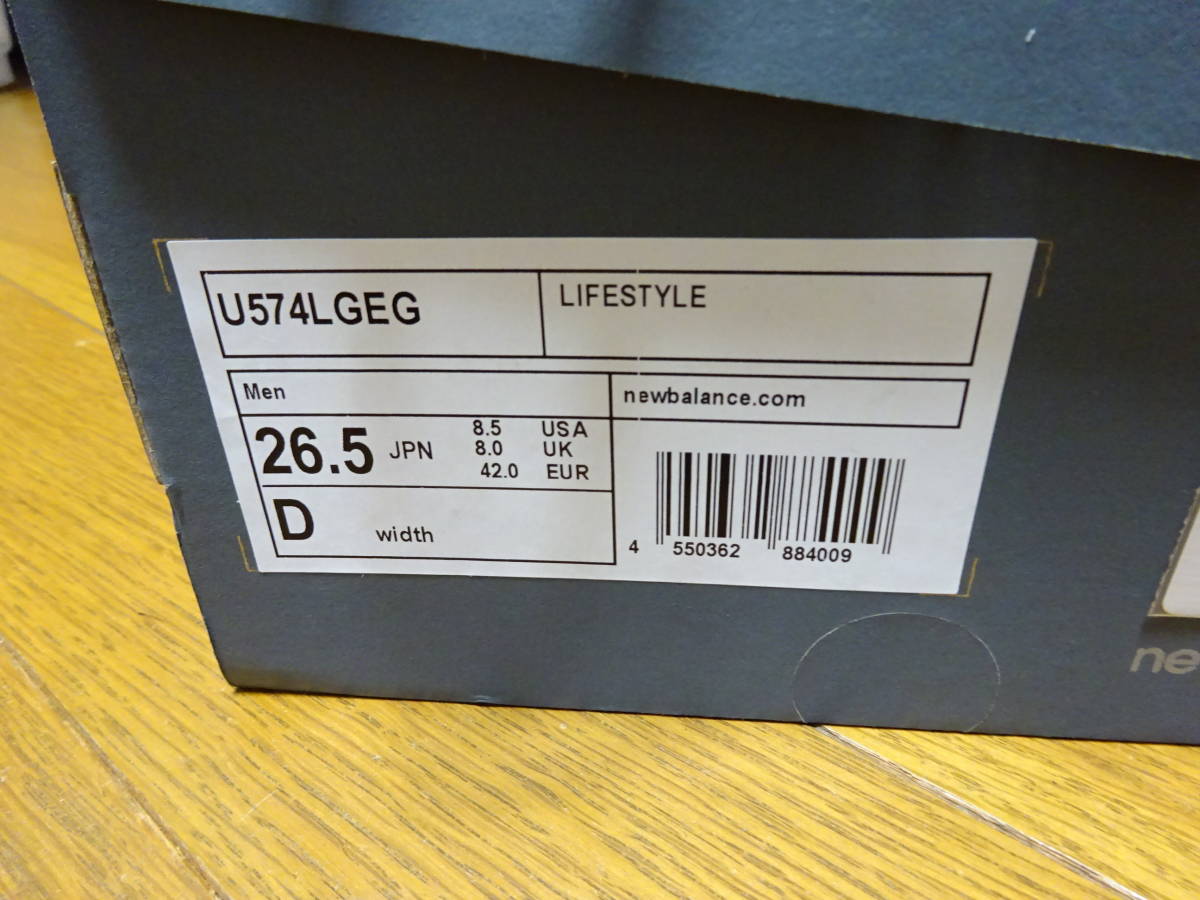 U574LGEG
LIFESTYLE
Men
newbalance.com
26.5 JPN
8.5 USA
8.0 UK
42.0 EUR
D width
4 550362 884009
ne